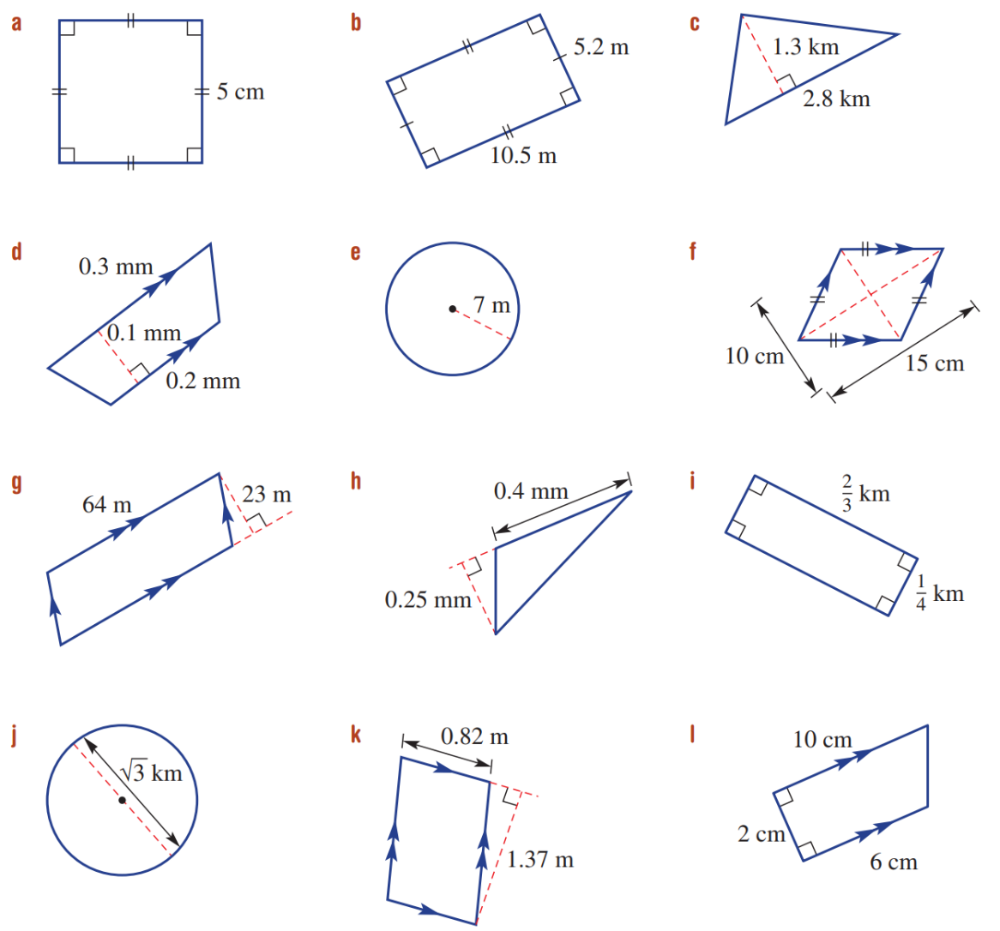 a
5 cm
b
5.2 m
10.5 m
c
1.3 km
2.8 km
d
0.3 mm
0.1 mm
0.2 mm
e
7 m
f
10 cm
15 cm
g
64 m
23 m
h
0.4 mm
0.25 mm
i
2/3 km
1/4 km
j
√3 km
k
0.82 m
1.37 m
l
10 cm
2 cm
6 cm